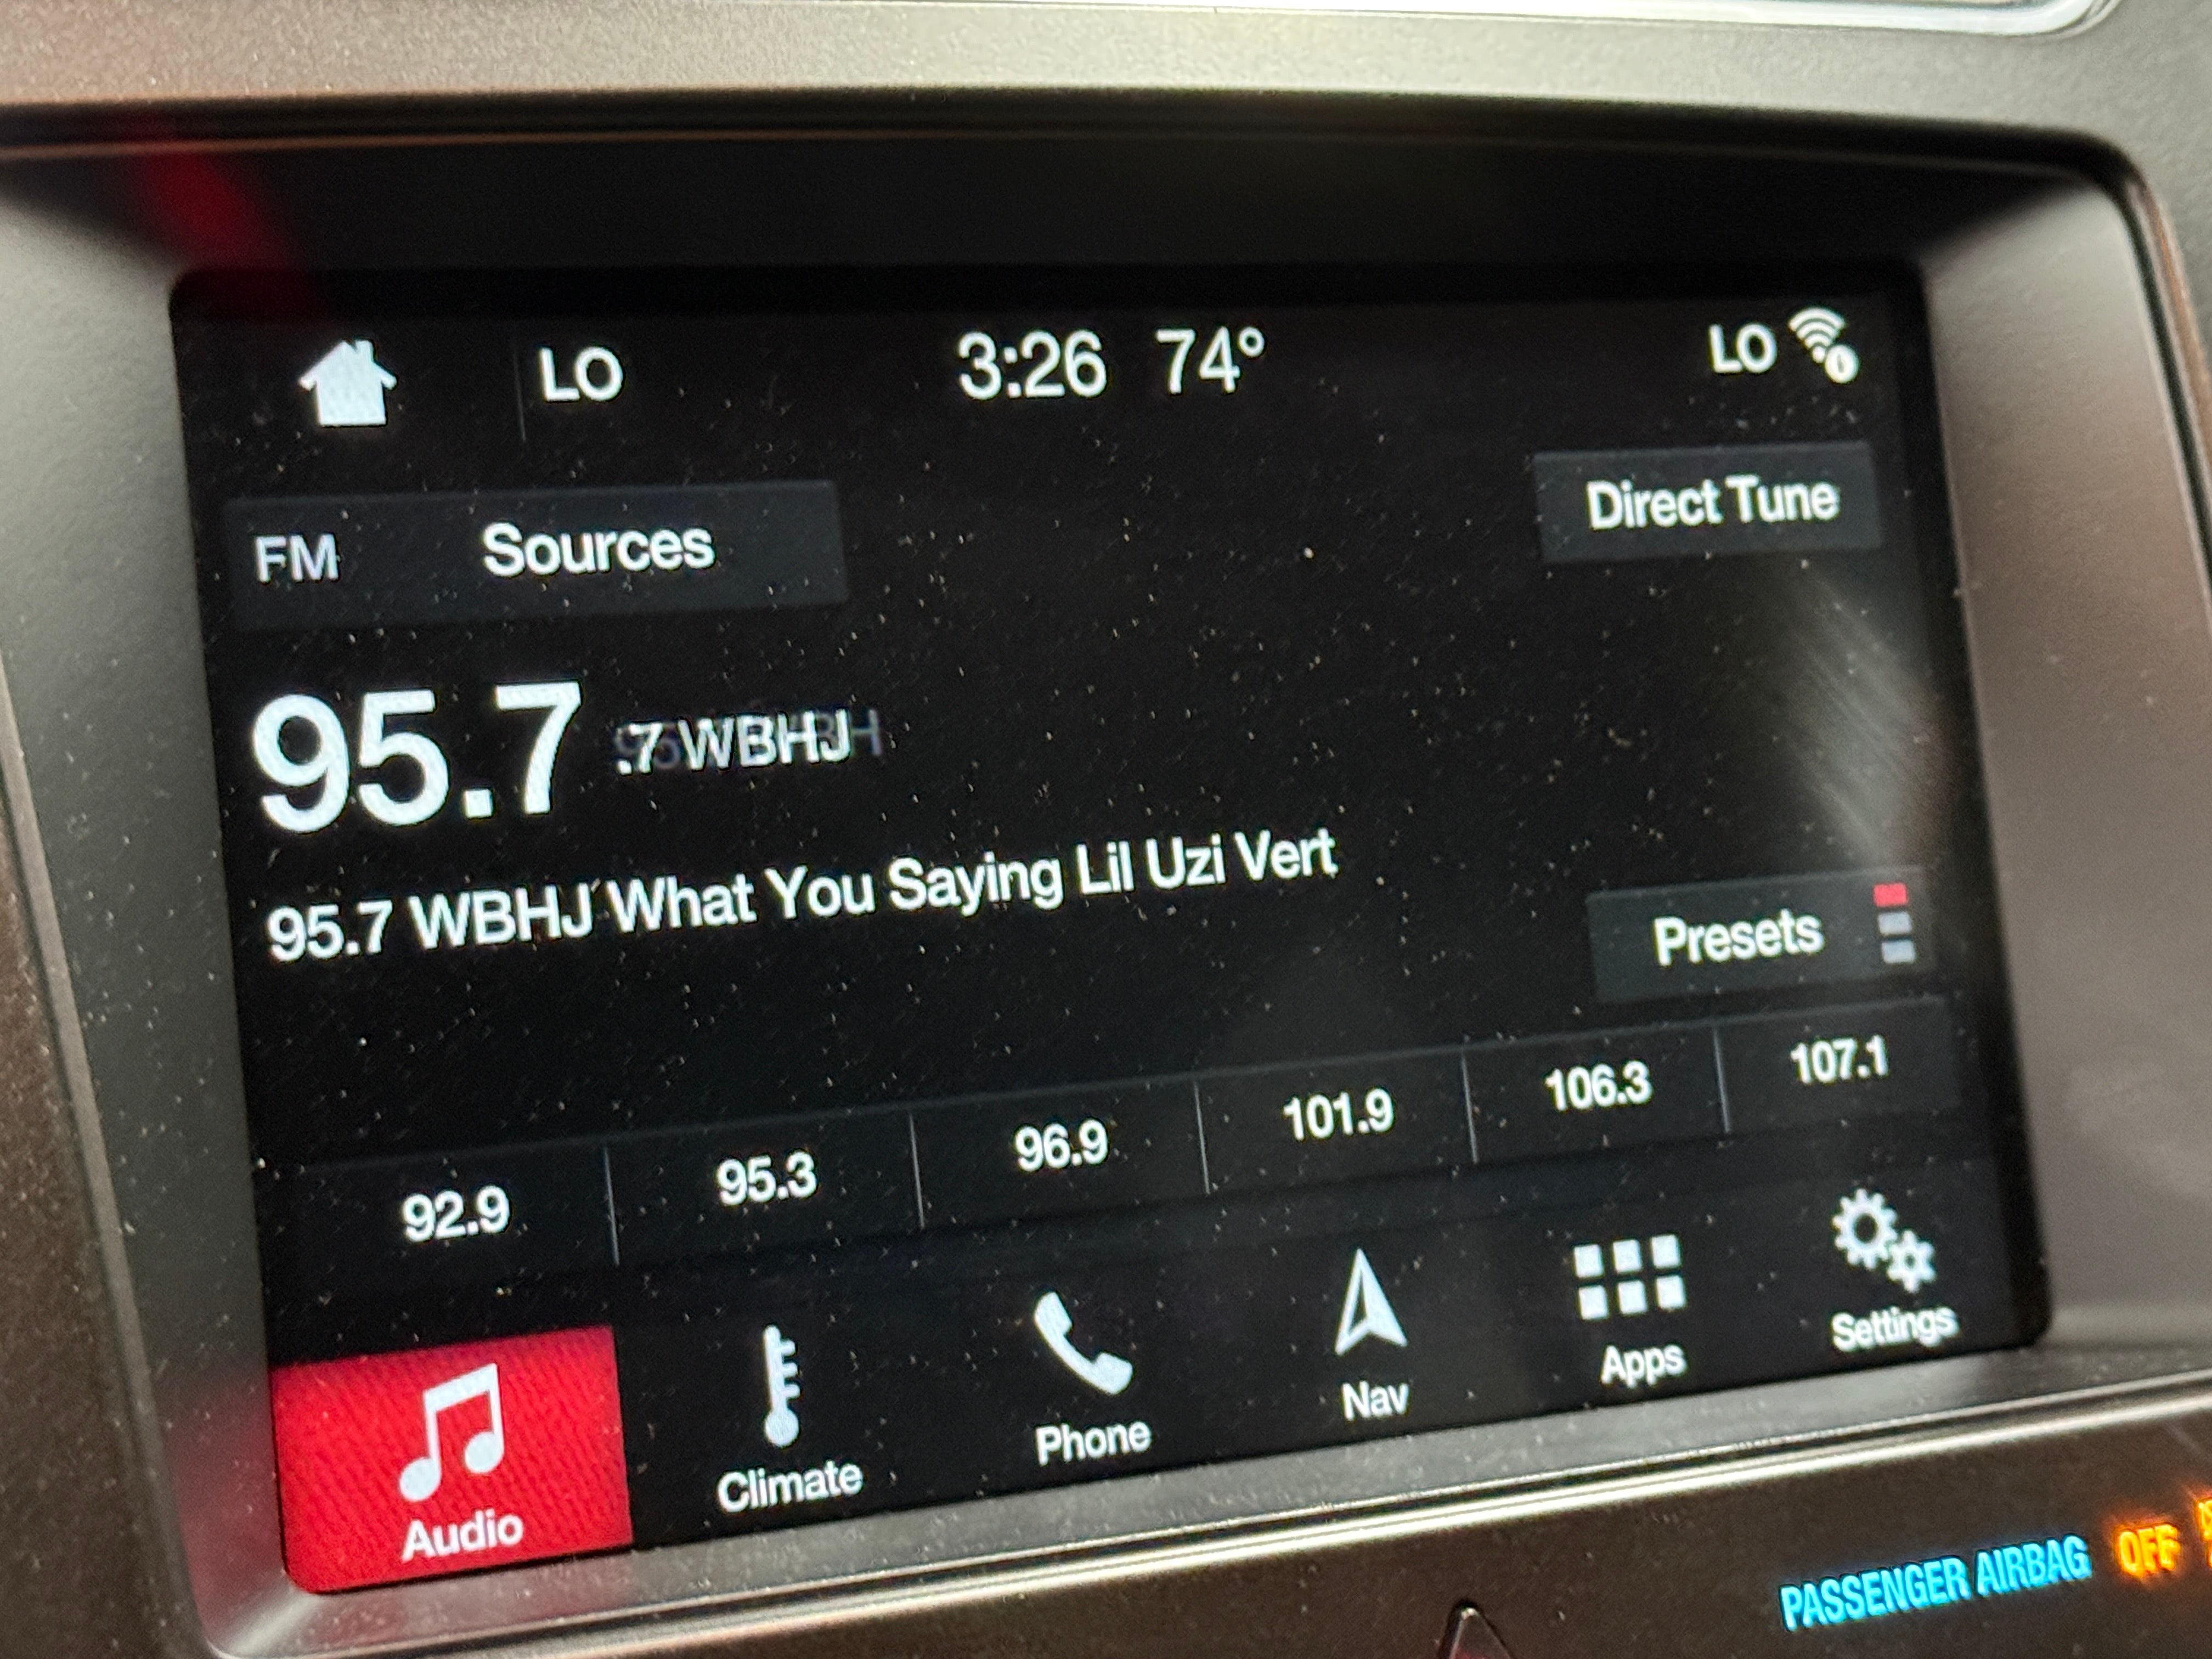 LO 3:26 74° LO
FM Sources Direct Tune
95.7 .7 WBHJ
95.7 WBHJ What You Saying Lil Uzi Vert
Presets
92.9 95.3 96.9 101.9 106.3 107.1
Audio Climate Phone Nav Apps Settings
PASSENGER AIRBAG OFF